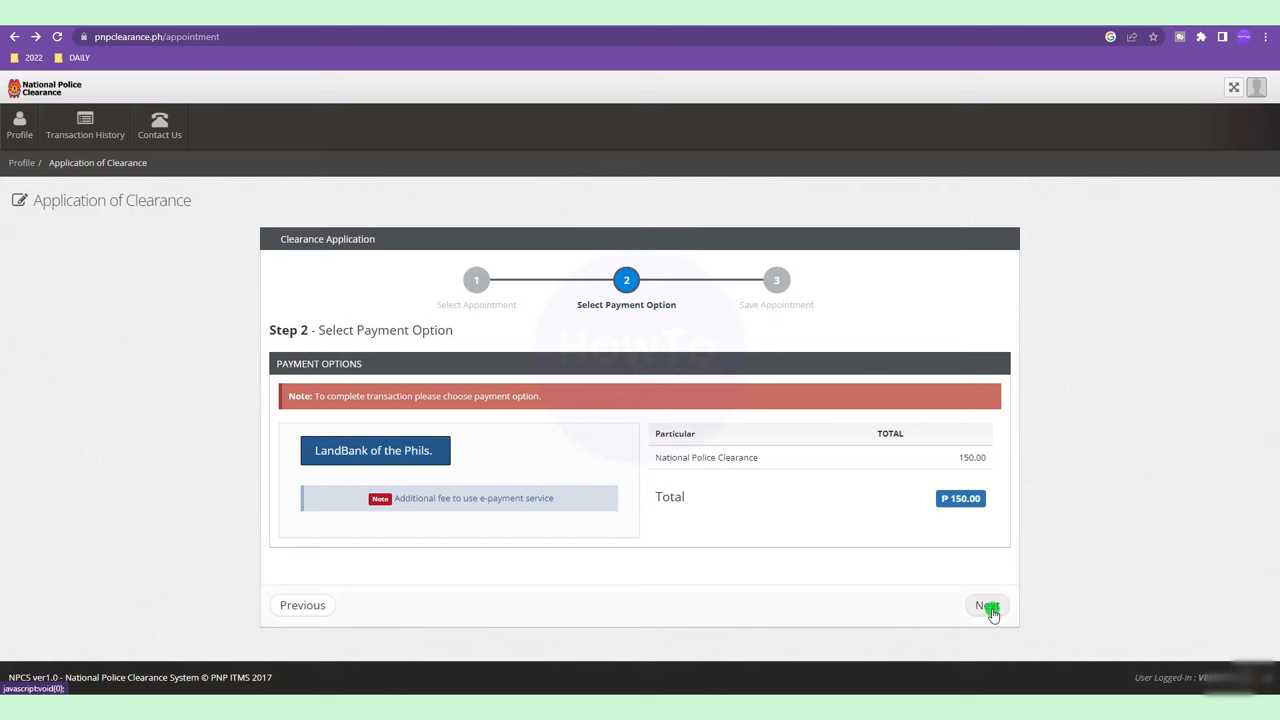 pnpclearance.ph/appointment
2022 DAILY
National Police
Clearance
Profile Transaction History Contact Us
Profile / Application of Clearance
Application of Clearance
Clearance Application
1 2 3
Select Appointment Select Payment Option Save Appointment
Step 2 - Select Payment Option
HowTo
PAYMENT OPTIONS
Note: To complete transaction please choose payment option.
Particular TOTAL
LandBank of the Phils.
National Police Clearance 150.00
Note Additional fee to use e-payment service
Total ₱ 150.00
Previous Next
NPCS ver1.0 - National Police Clearance System © PNP ITMS 2017
User Logged-in :
javascript:void(0);